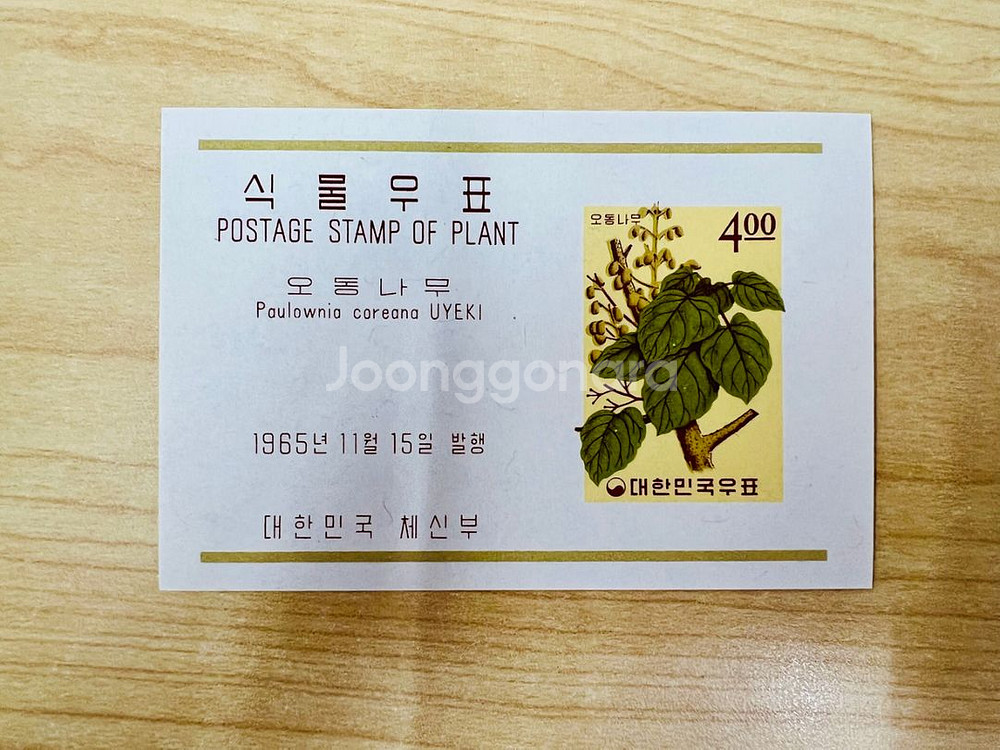 식물우표
POSTAGE STAMP OF PLANT
오동나무
Paulownia coreana UYEKI
1965년 11월 15일 발행
대한민국 체신부
오동나무
4.00
대한민국우표
Joonggonara